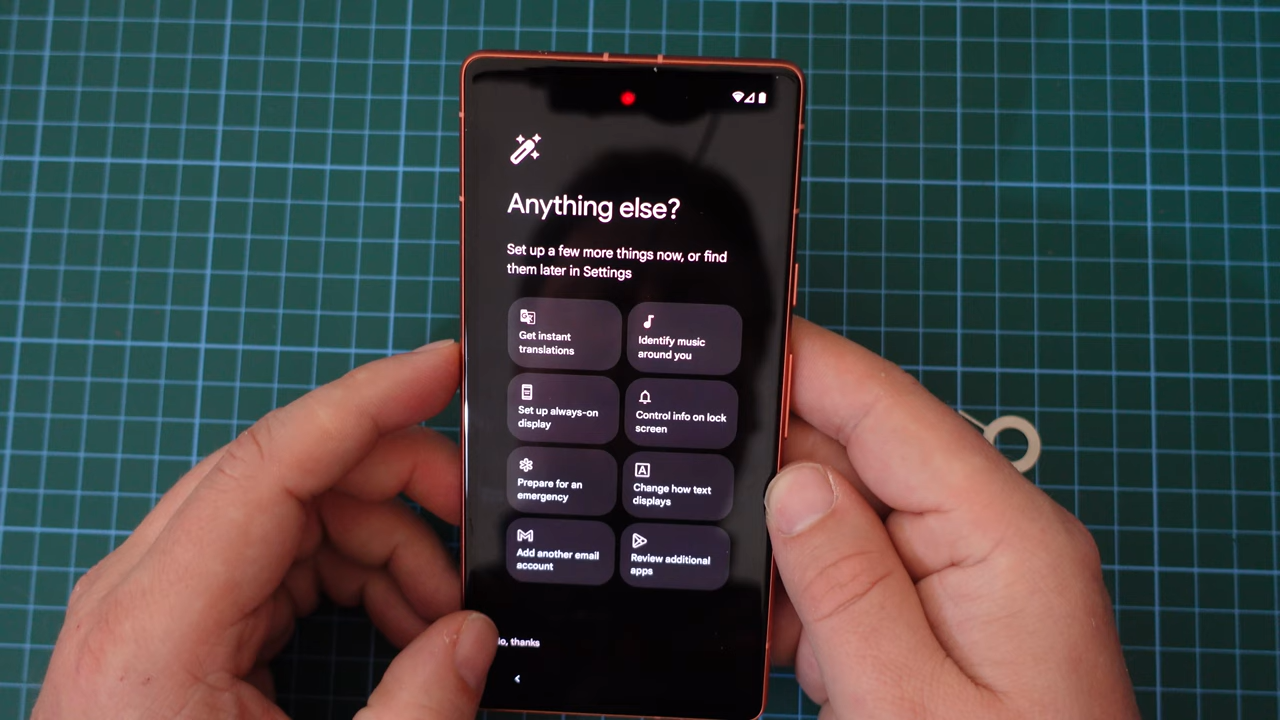 Anything else?
Set up a few more things now, or find
them later in Settings
Get instant
translations
Identify music
around you
Set up always-on
display
Control info on lock
screen
Prepare for an
emergency
Change how text
displays
Add another email
account
Review additional
apps
thanks